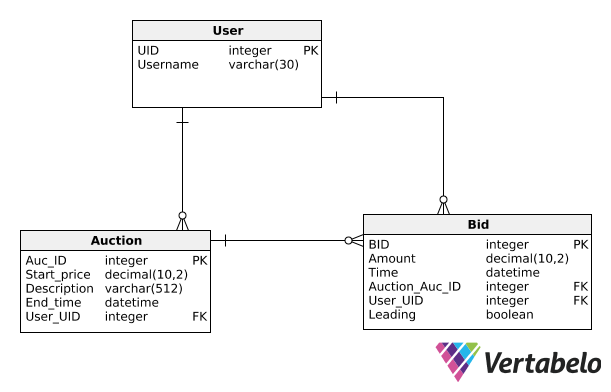 User
UID integer PK
Username varchar(30)
Auction
Auc_ID integer PK
Start_price decimal(10,2)
Description varchar(512)
End_time datetime
User_UID integer FK
Bid
BID integer PK
Amount decimal(10,2)
Time datetime
Auction_Auc_ID integer FK
User_UID integer FK
Leading boolean
Vertabelo